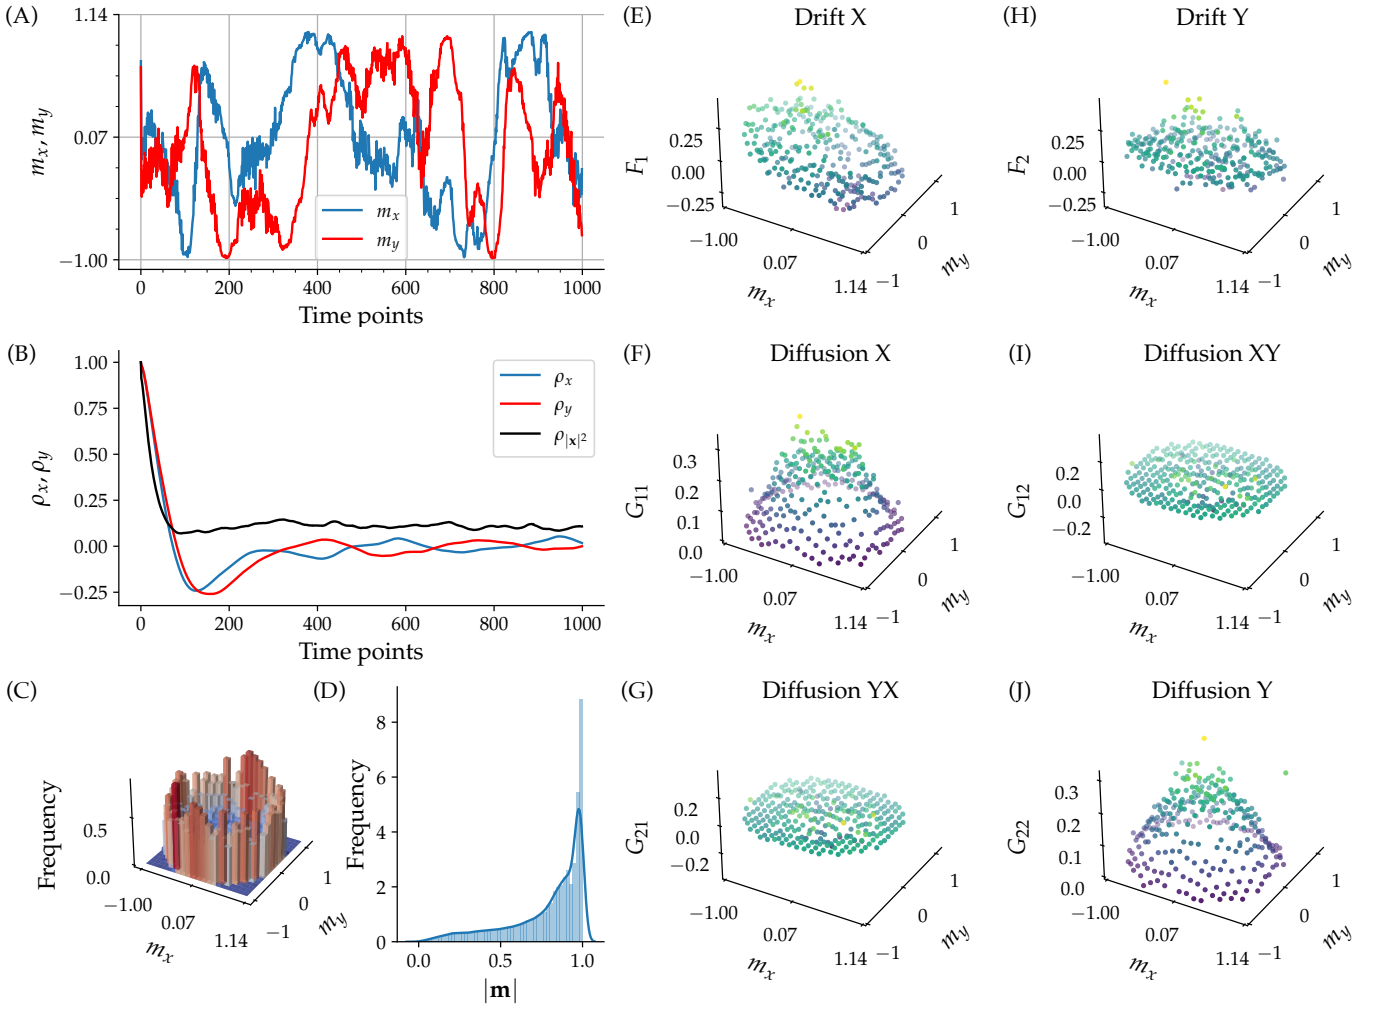 (A)
1.14
0.07
−1.00
m_x, m_y
m_x
m_y
0 200 400 600 800 1000
Time points
(B)
1.00
0.75
0.50
0.25
0.00
−0.25
ρ_x, ρ_y
ρ_x
ρ_y
ρ_|x|²
0 200 400 600 800 1000
Time points
(C)
Frequency
0.5
0.0
−1.00
0.07
1.14
m_x
−1
0
1
m_y
(D)
Frequency
8
6
4
2
0
0.0 0.5 1.0
|m|
(E)
Drift X
F₁
0.25
0.00
−0.25
−1.00
0.07
1.14
m_x
−1
0
1
m_y
(F)
Diffusion X
G₁₁
0.3
0.2
0.1
0.0
−1.00
0.07
1.14
m_x
−1
0
1
m_y
(G)
Diffusion YX
G₂₁
0.2
0.0
−0.2
−1.00
0.07
1.14
m_x
−1
0
1
m_y
(H)
Drift Y
F₂
0.25
0.00
−0.25
−1.00
0.07
1.14
m_x
−1
0
1
m_y
(I)
Diffusion XY
G₁₂
0.2
0.0
−0.2
−1.00
0.07
1.14
m_x
−1
0
1
m_y
(J)
Diffusion Y
G₂₂
0.3
0.2
0.1
0.0
−1.00
0.07
1.14
m_x
−1
0
1
m_y